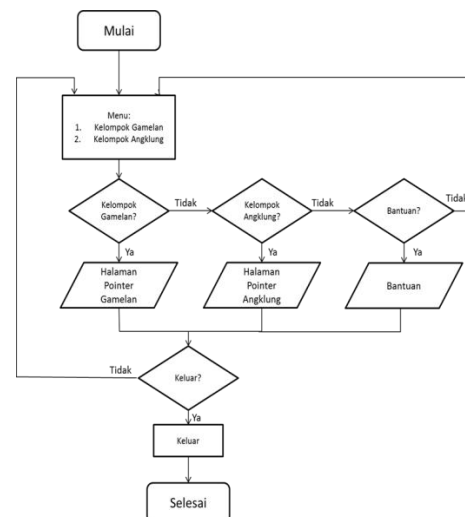 Mulai
Menu:
1. Kelompok Gamelan
2. Kelompok Angklung
Kelompok
Gamelan?
Tidak
Kelompok
Angklung?
Tidak
Bantuan?
Tidak
Ya
Ya
Ya
Halaman
Pointer
Gamelan
Halaman
Pointer
Angklung
Bantuan
Tidak
Keluar?
Ya
Keluar
Selesai